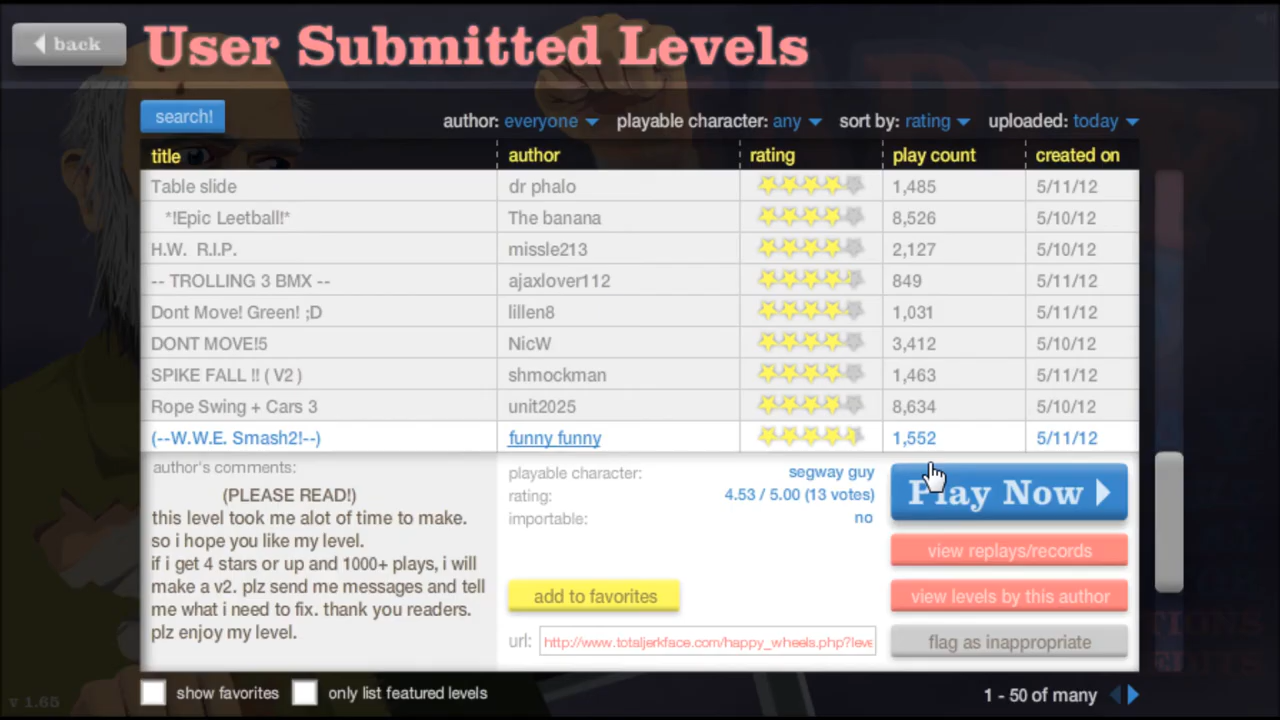 back
User Submitted Levels
search!
author: everyone playable character: any sort by: rating uploaded: today
title author rating play count created on
Table slide dr phalo 1,485 5/11/12
*!Epic Leetball!* The banana 8,526 5/10/12
H.W. R.I.P. missle213 2,127 5/10/12
-- TROLLING 3 BMX -- ajaxlover112 849 5/11/12
Dont Move! Green! ;D lillen8 1,031 5/11/12
DONT MOVE!5 NicW 3,412 5/10/12
SPIKE FALL !! ( V2 ) shmockman 1,463 5/11/12
Rope Swing + Cars 3 unit2025 8,634 5/10/12
(--W.W.E. Smash2!--) funny funny 1,552 5/11/12
author's comments:
(PLEASE READ!)
this level took me alot of time to make.
so i hope you like my level.
if i get 4 stars or up and 1000+ plays, i will
make a v2. plz send me messages and tell
me what i need to fix. thank you readers.
plz enjoy my level.
playable character: segway guy
rating: 4.53 / 5.00 (13 votes)
importable: no
add to favorites
url: http://www.totaljerkface.com/happy_wheels.php?leve
Play Now
view replays/records
view levels by this author
flag as inappropriate
show favorites only list featured levels
1 - 50 of many
v 1.65